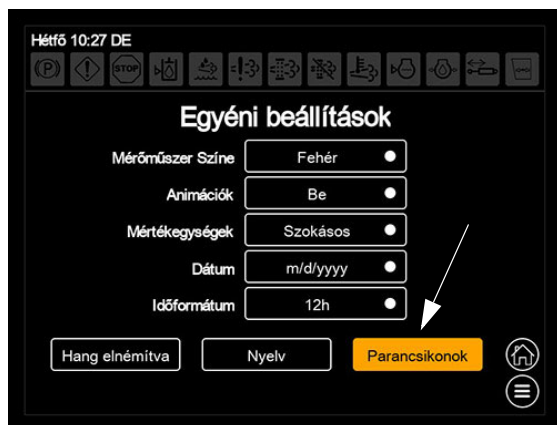 Hétfő 10:27 DE
(P) STOP
Egyéni beállítások
Mérőműszer Színe Fehér
Animációk Be
Mértékegységek Szokásos
Dátum m/d/yyyy
Időformátum 12h
Hang elnémítva Nyelv Parancsikonok